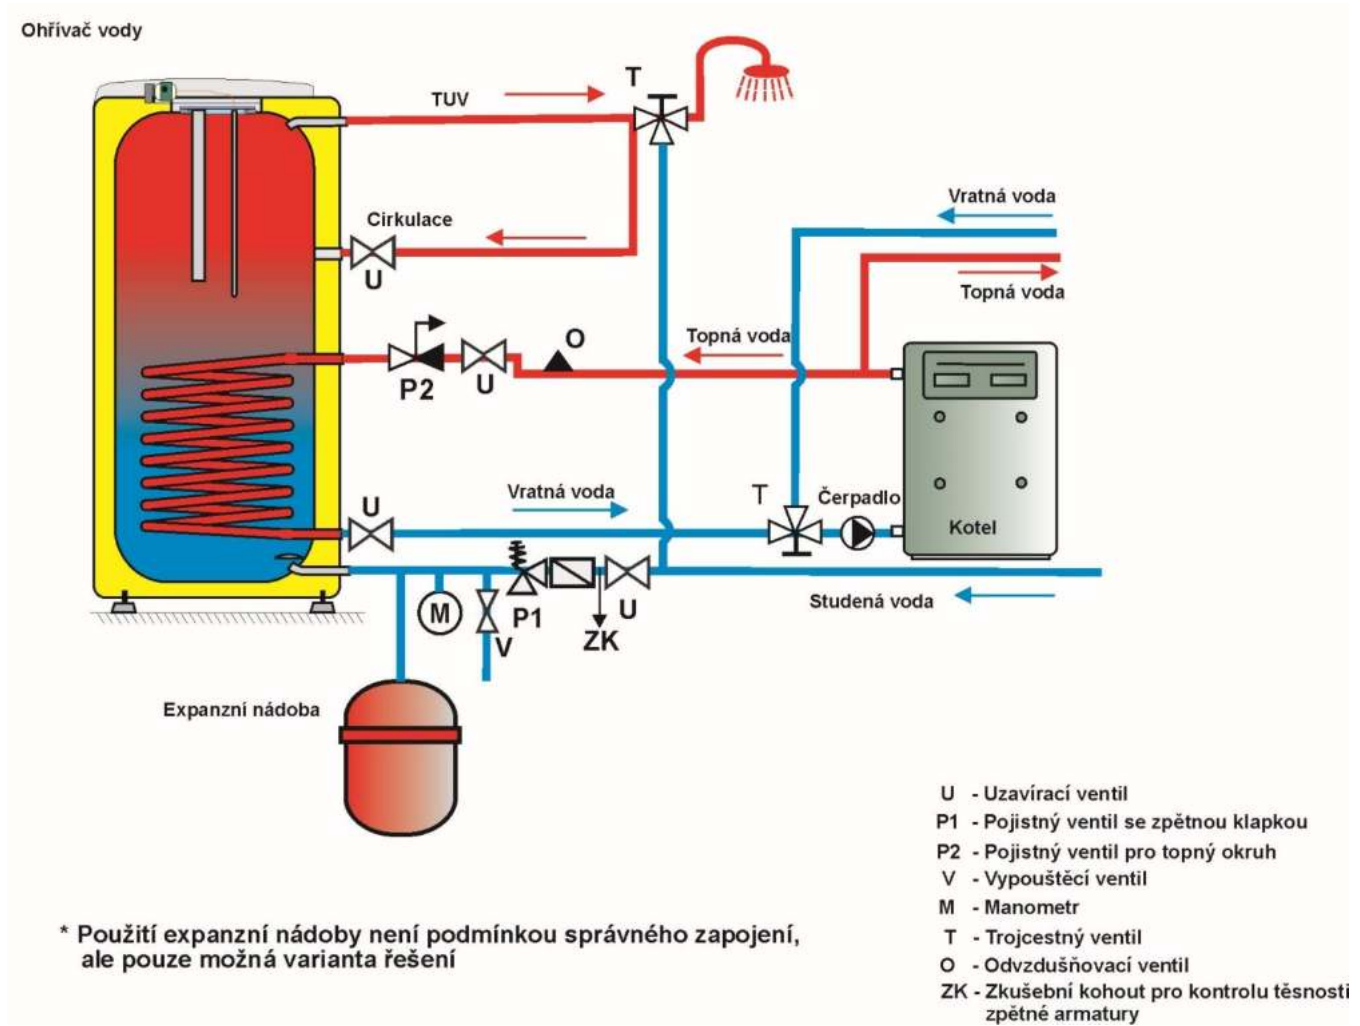 Ohřívač vody
T
TUV
Vratná voda
Cirkulace
U
Topná voda
Topná voda
O
P2
U
U
Vratná voda
T
Čerpadlo
Kotel
M
V
P1
ZK
U
Studená voda
Expanzní nádoba
U - Uzavírací ventil
P1 - Pojistný ventil se zpětnou klapkou
P2 - Pojistný ventil pro topný okruh
V - Vypouštěcí ventil
M - Manometr
T - Trojcestný ventil
O - Odvzdušňovací ventil
ZK - Zkušební kohout pro kontrolu těsnosti
zpětné armatury
* Použití expanzní nádoby není podmínkou správného zapojení,
ale pouze možná varianta řešení